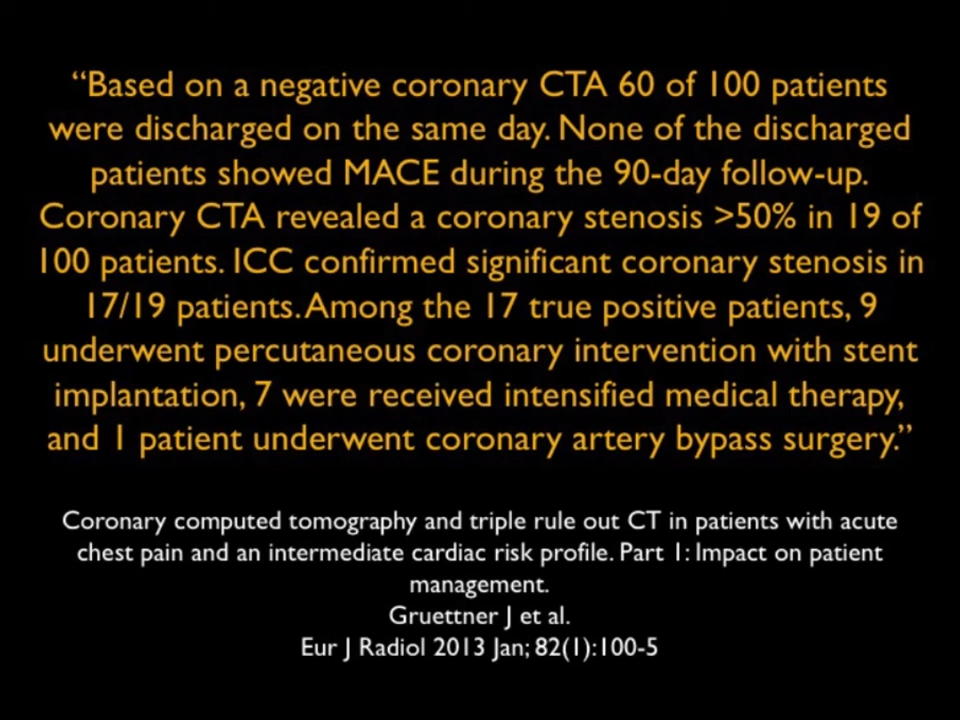 “Based on a negative coronary CTA 60 of 100 patients
were discharged on the same day. None of the discharged
patients showed MACE during the 90-day follow-up.
Coronary CTA revealed a coronary stenosis >50% in 19 of
100 patients. ICC confirmed significant coronary stenosis in
17/19 patients. Among the 17 true positive patients, 9
underwent percutaneous coronary intervention with stent
implantation, 7 were received intensified medical therapy,
and 1 patient underwent coronary artery bypass surgery.”
Coronary computed tomography and triple rule out CT in patients with acute
chest pain and an intermediate cardiac risk profile. Part 1: Impact on patient
management.
Gruettner J et al.
Eur J Radiol 2013 Jan; 82(1):100-5